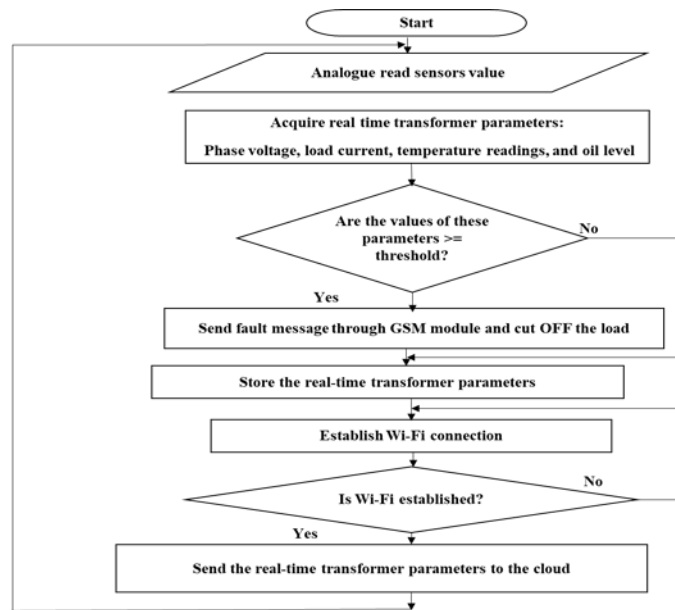 Start
Analogue read sensors value
Acquire real time transformer parameters:
Phase voltage, load current, temperature readings, and oil level
Are the values of these
parameters >=
threshold?
No
Yes
Send fault message through GSM module and cut OFF the load
Store the real-time transformer parameters
Establish Wi-Fi connection
Is Wi-Fi established?
No
Yes
Send the real-time transformer parameters to the cloud